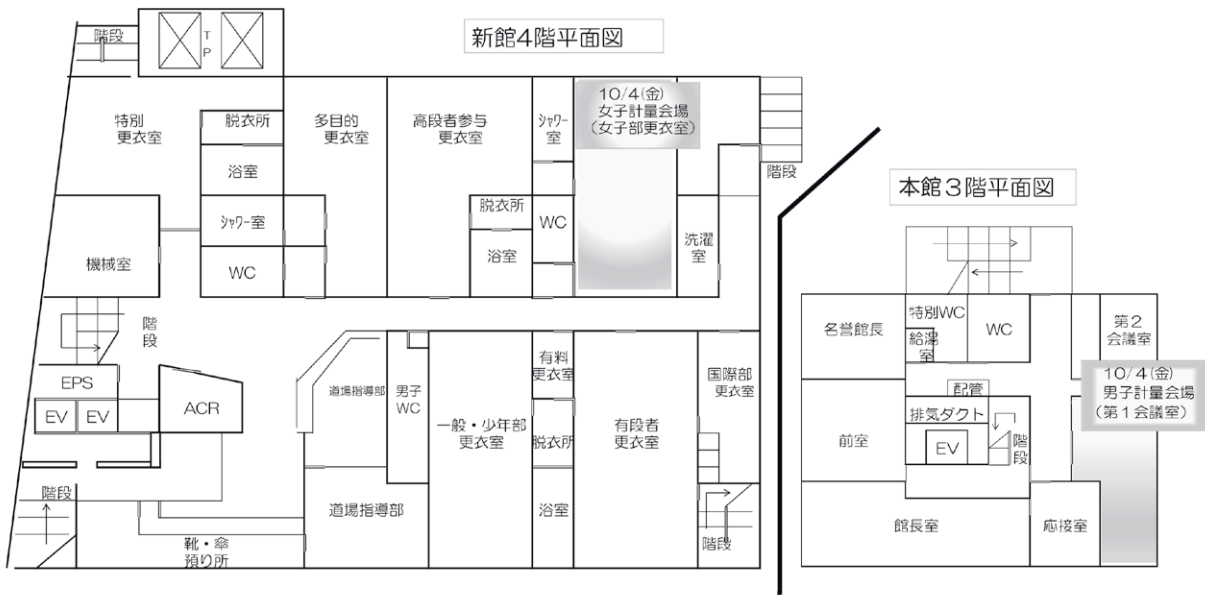 新館4階平面図
階段
TP
特別
更衣室
脱衣所
浴室
シャワー室
WC
多目的
更衣室
高段者参与
更衣室
脱衣所
浴室
シャワー
室
WC
10/4(金)
女子計量会場
(女子部更衣室)
洗濯
室
階段
機械室
階段
EPS
EV
EV
ACR
階段
靴・傘
預り所
道場指導部
道場指導部
男子
WC
一般・少年部
更衣室
有料
更衣室
脱衣所
浴室
有段者
更衣室
国際部
更衣室
階段
本館3階平面図
名誉館長
特別WC
給湯
室
WC
第2
会議室
10/4(金)
男子計量会場
(第1会議室)
配管
排気ダクト
EV
階段
前室
館長室
応接室